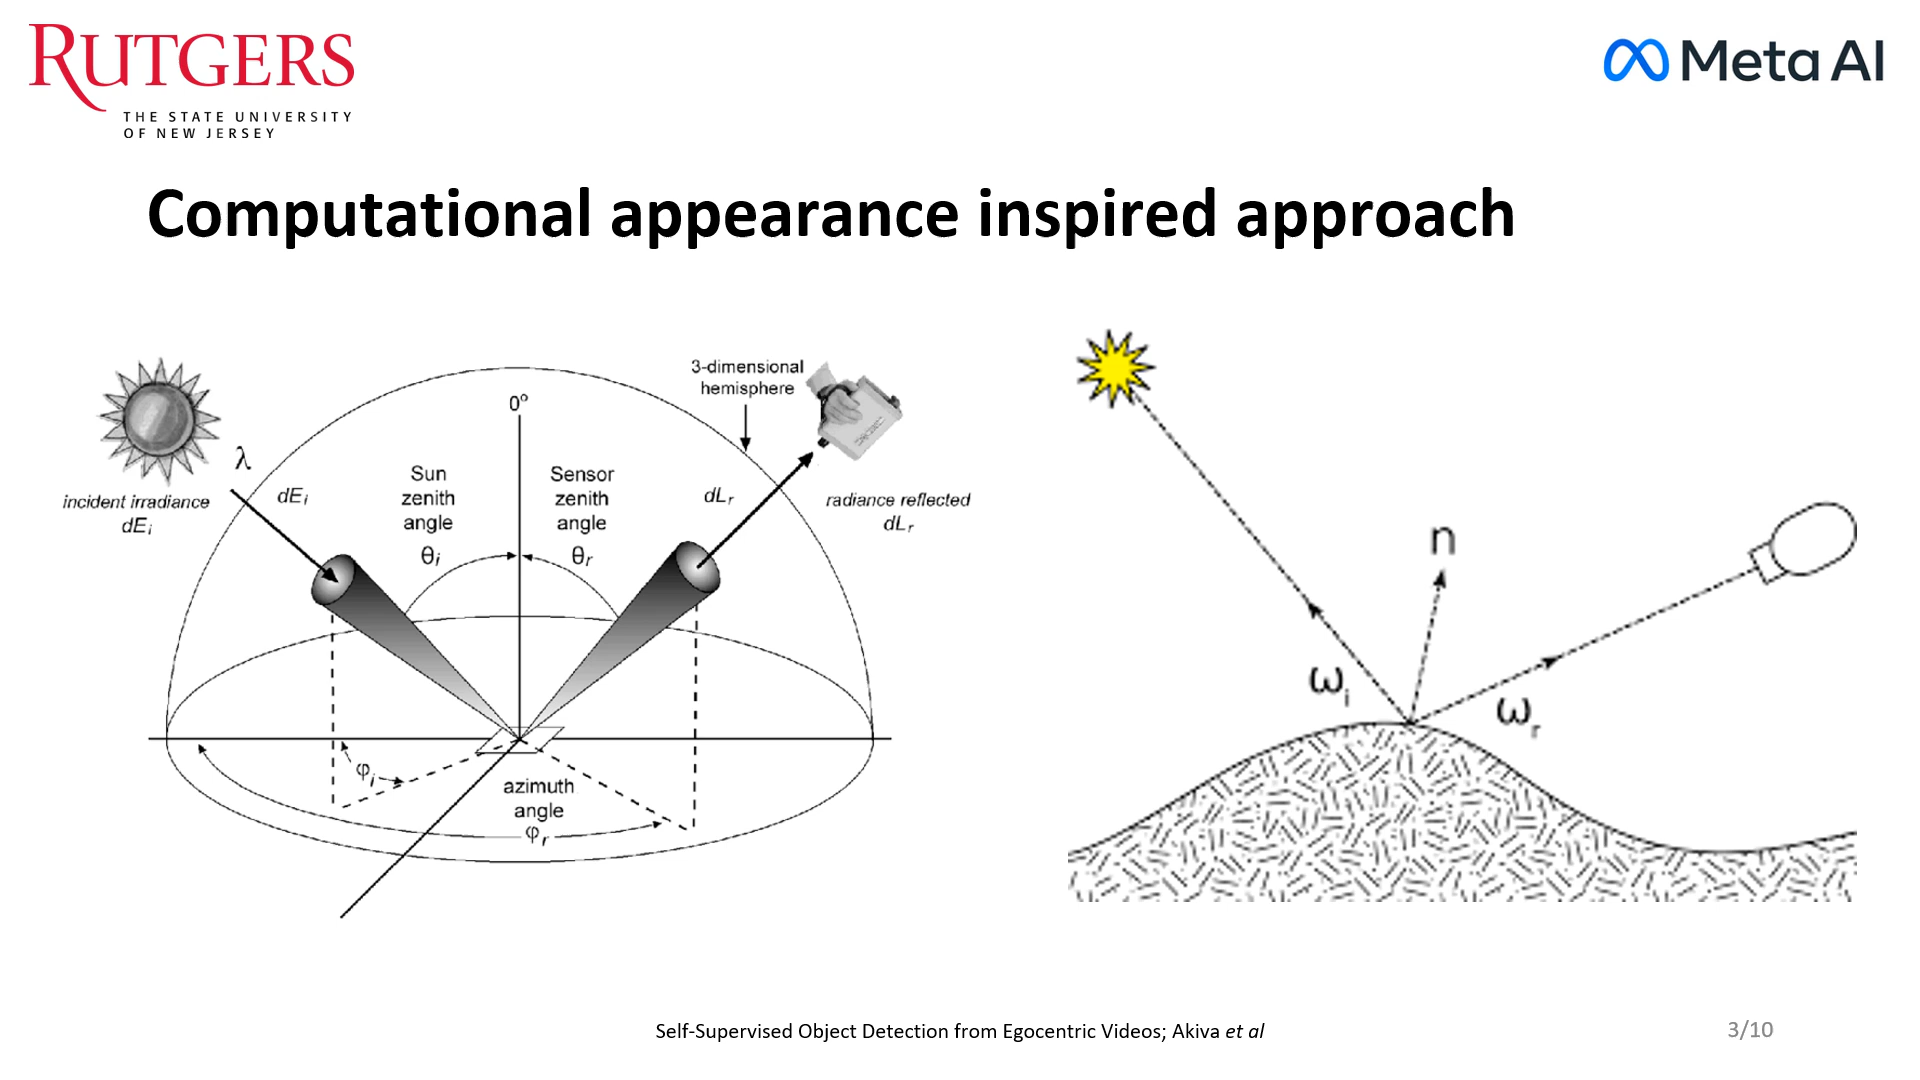 RUTGERS
THE STATE UNIVERSITY
OF NEW JERSEY
Meta AI
Computational appearance inspired approach
λ
incident irradiance
dEi
dEi
0°
Sun
zenith
angle
θi
Sensor
zenith
angle
θr
3-dimensional
hemisphere
dLr
radiance reflected
dLr
φi
azimuth
angle
φr
n
ωi
ωr
Self-Supervised Object Detection from Egocentric Videos; Akiva et al
3/10